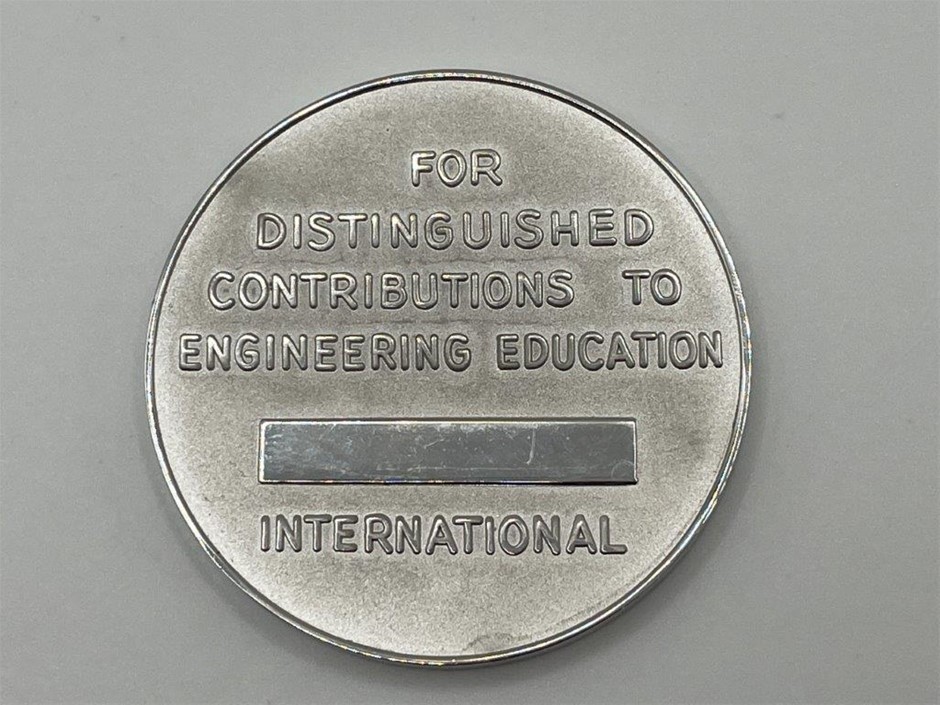 FOR
DISTINGUISHED
CONTRIBUTIONS TO
ENGINEERING EDUCATION
INTERNATIONAL